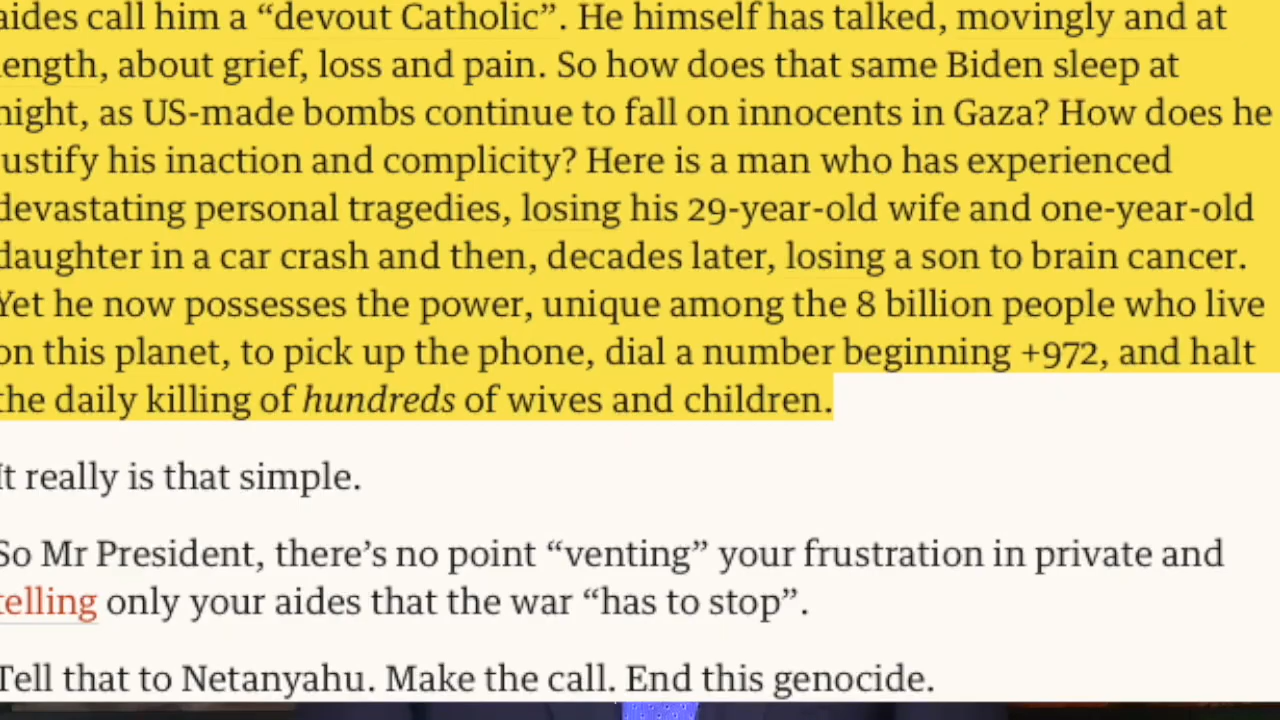 aides call him a “devout Catholic”. He himself has talked, movingly and at
length, about grief, loss and pain. So how does that same Biden sleep at
night, as US-made bombs continue to fall on innocents in Gaza? How does he
justify his inaction and complicity? Here is a man who has experienced
devastating personal tragedies, losing his 29-year-old wife and one-year-old
daughter in a car crash and then, decades later, losing a son to brain cancer.
Yet he now possesses the power, unique among the 8 billion people who live
on this planet, to pick up the phone, dial a number beginning +972, and halt
the daily killing of hundreds of wives and children.
It really is that simple.
So Mr President, there’s no point “venting” your frustration in private and
telling only your aides that the war “has to stop”.
Tell that to Netanyahu. Make the call. End this genocide.